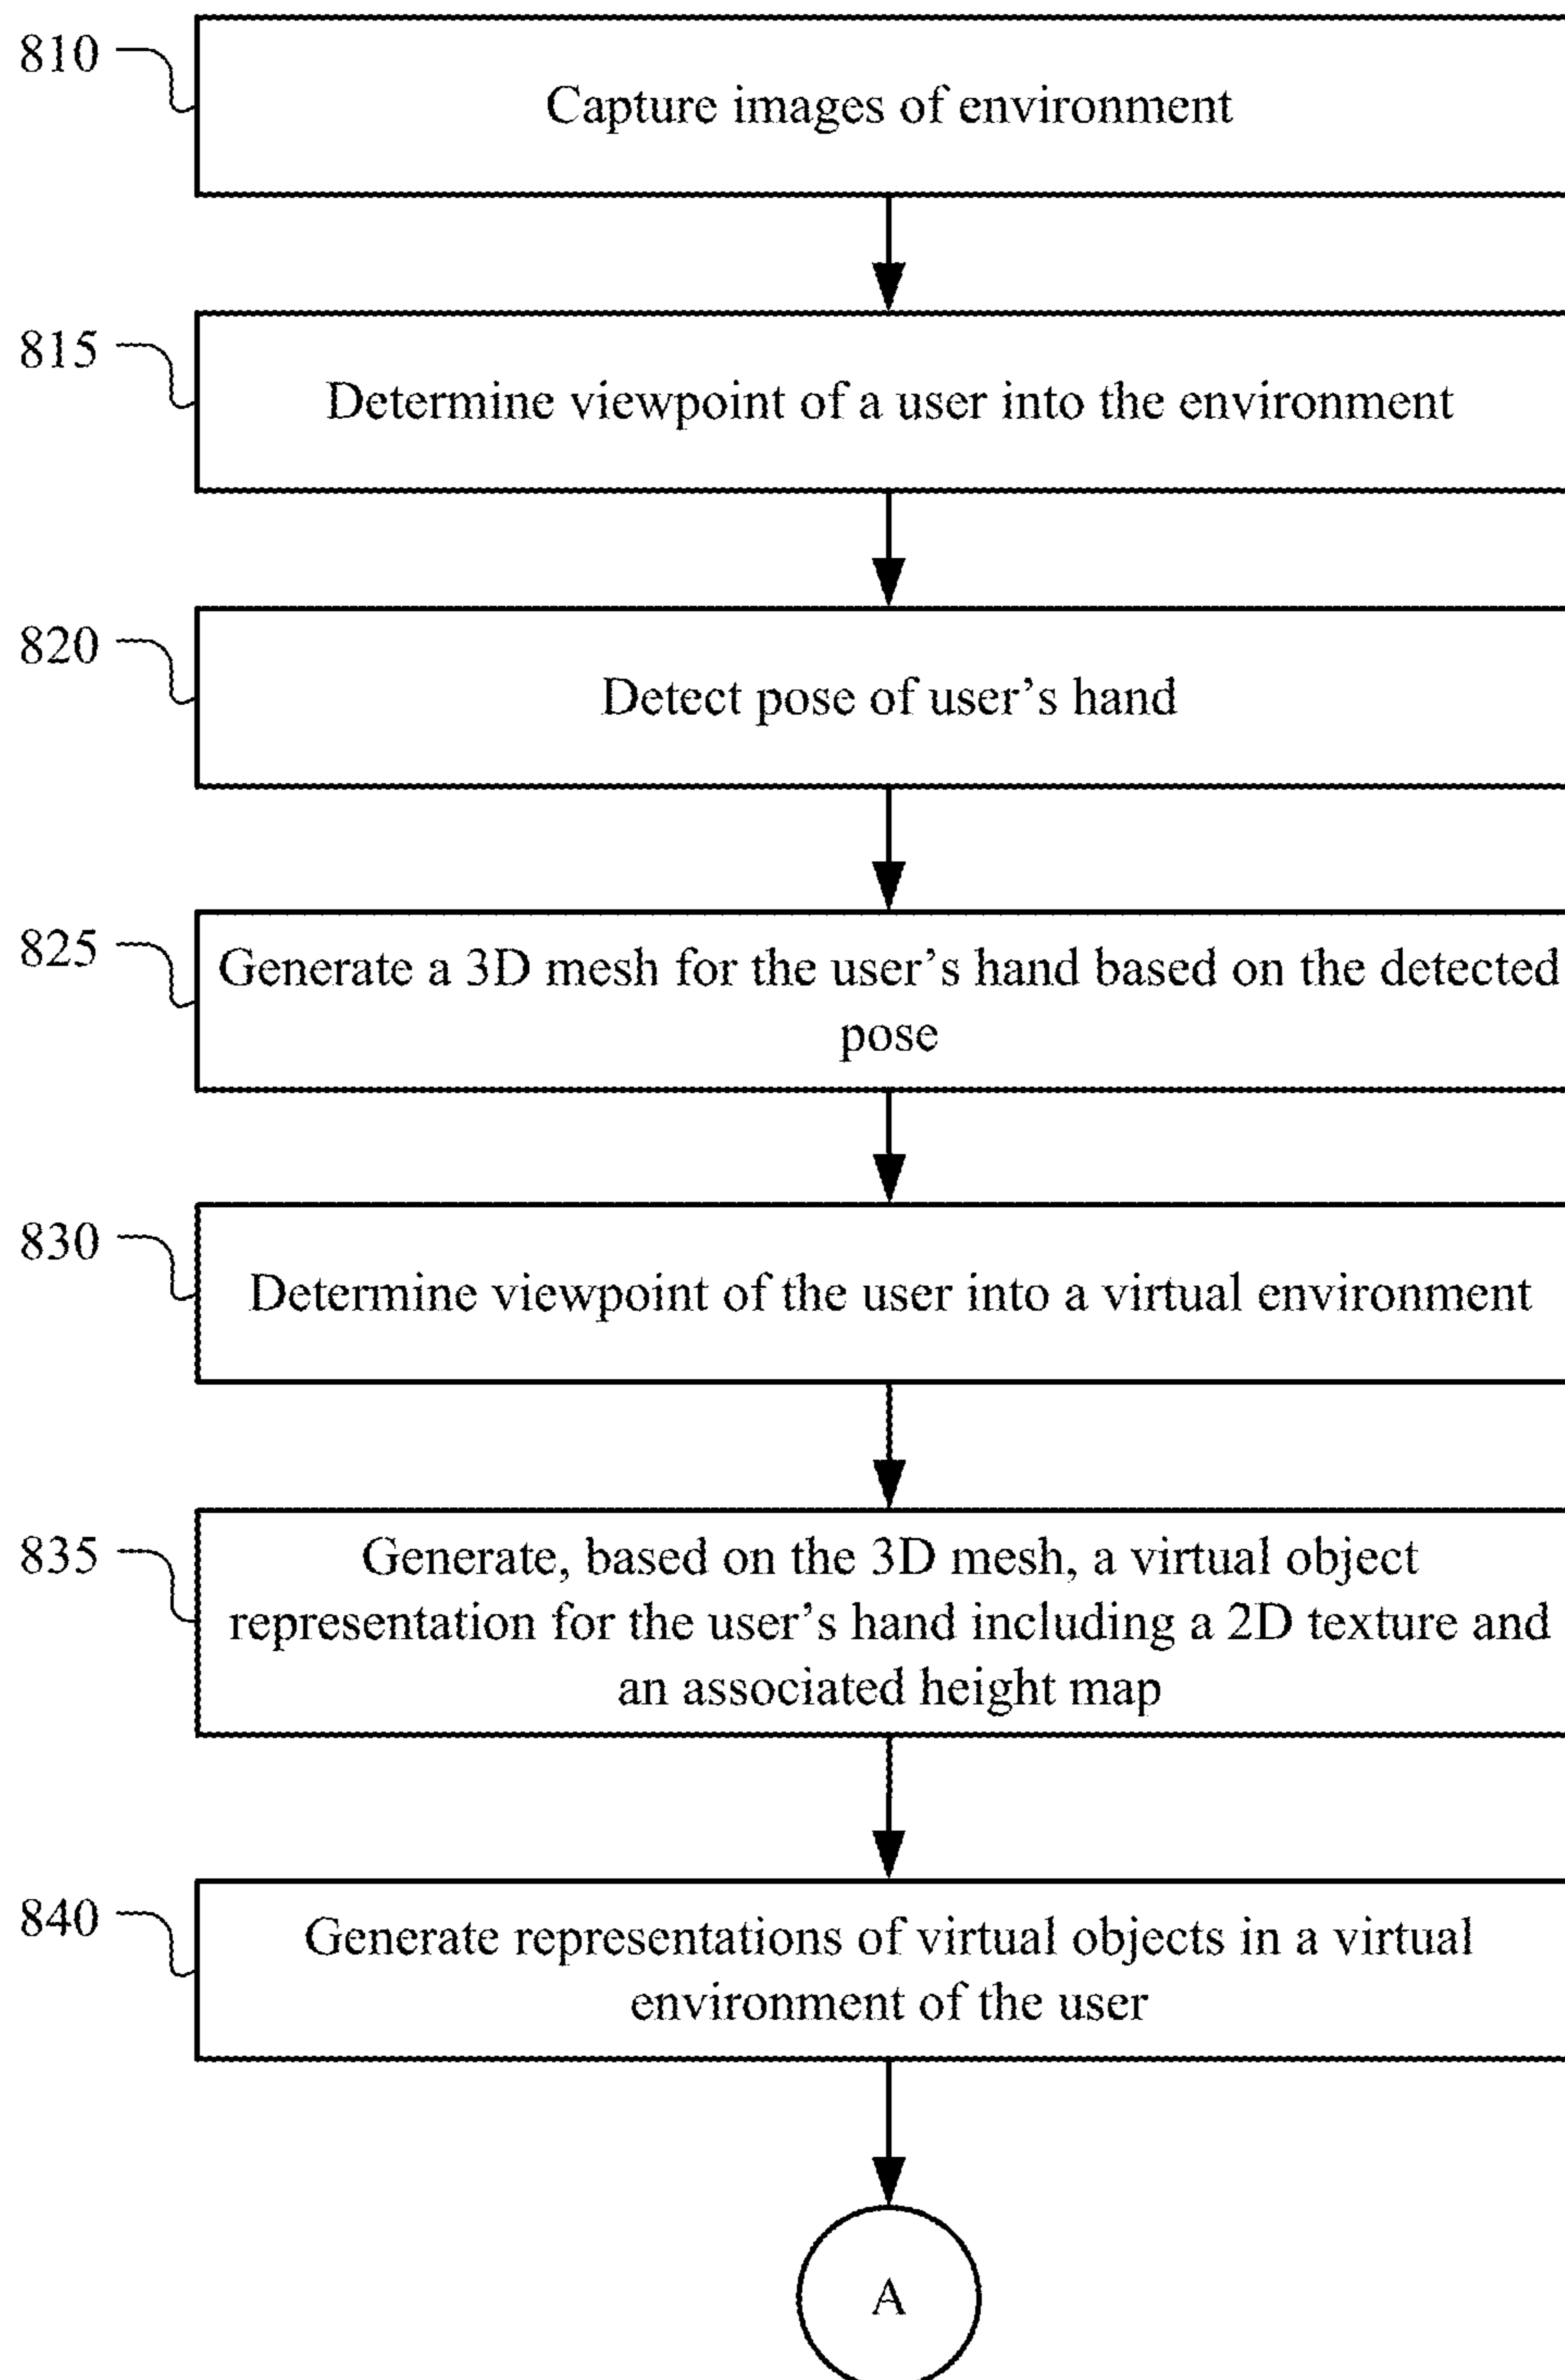 810
Capture images of environment
815
Determine viewpoint of a user into the environment
820
Detect pose of user’s hand
825
Generate a 3D mesh for the user’s hand based on the detected
pose
830
Determine viewpoint of the user into a virtual environment
835
Generate, based on the 3D mesh, a virtual object
representation for the user’s hand including a 2D texture and
an associated height map
840
Generate representations of virtual objects in a virtual
environment of the user
A